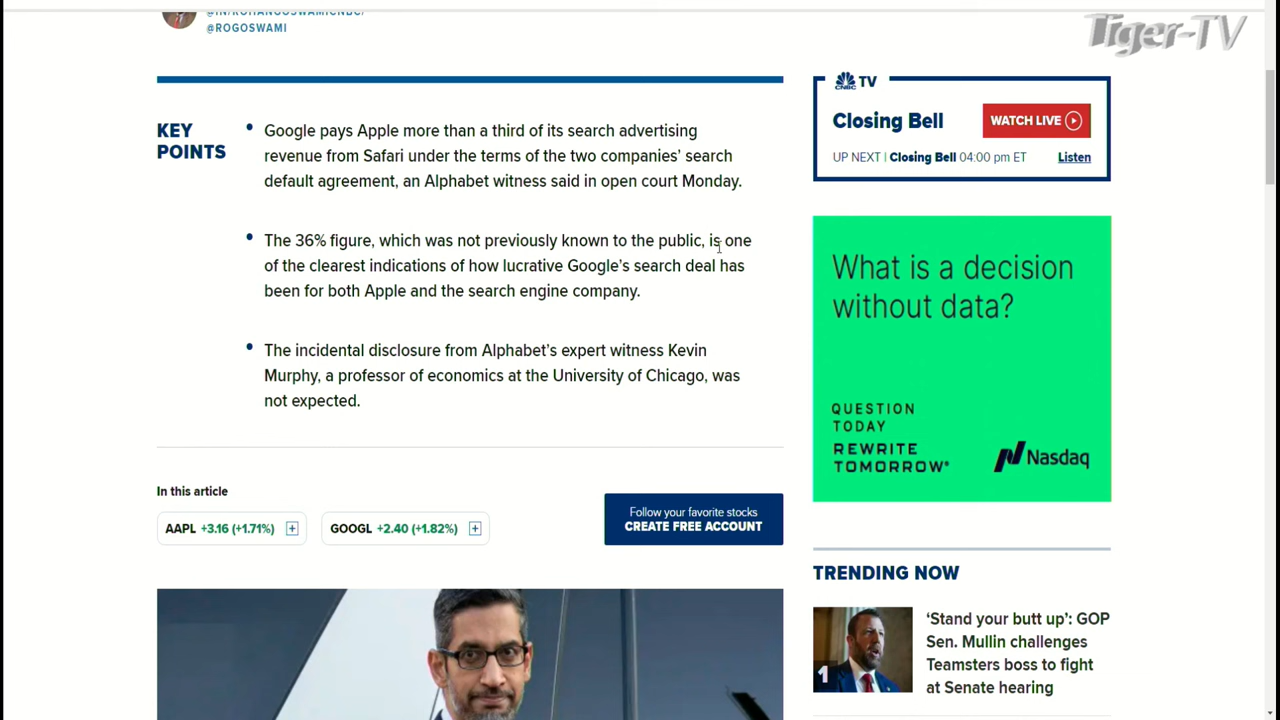 Tiger-TV
@ROGOSWAMI
KEY
POINTS
Google pays Apple more than a third of its search advertising
revenue from Safari under the terms of the two companies’ search
default agreement, an Alphabet witness said in open court Monday.
The 36% figure, which was not previously known to the public, is one
of the clearest indications of how lucrative Google’s search deal has
been for both Apple and the search engine company.
The incidental disclosure from Alphabet’s expert witness Kevin
Murphy, a professor of economics at the University of Chicago, was
not expected.
In this article
AAPL +3.16 (+1.71%)
GOOGL +2.40 (+1.82%)
Follow your favorite stocks
CREATE FREE ACCOUNT
CNBC TV
Closing Bell
WATCH LIVE
UP NEXT | Closing Bell 04:00 pm ET
Listen
What is a decision
without data?
QUESTION
TODAY
REWRITE
TOMORROW®
Nasdaq
TRENDING NOW
1
‘Stand your butt up’: GOP
Sen. Mullin challenges
Teamsters boss to fight
at Senate hearing